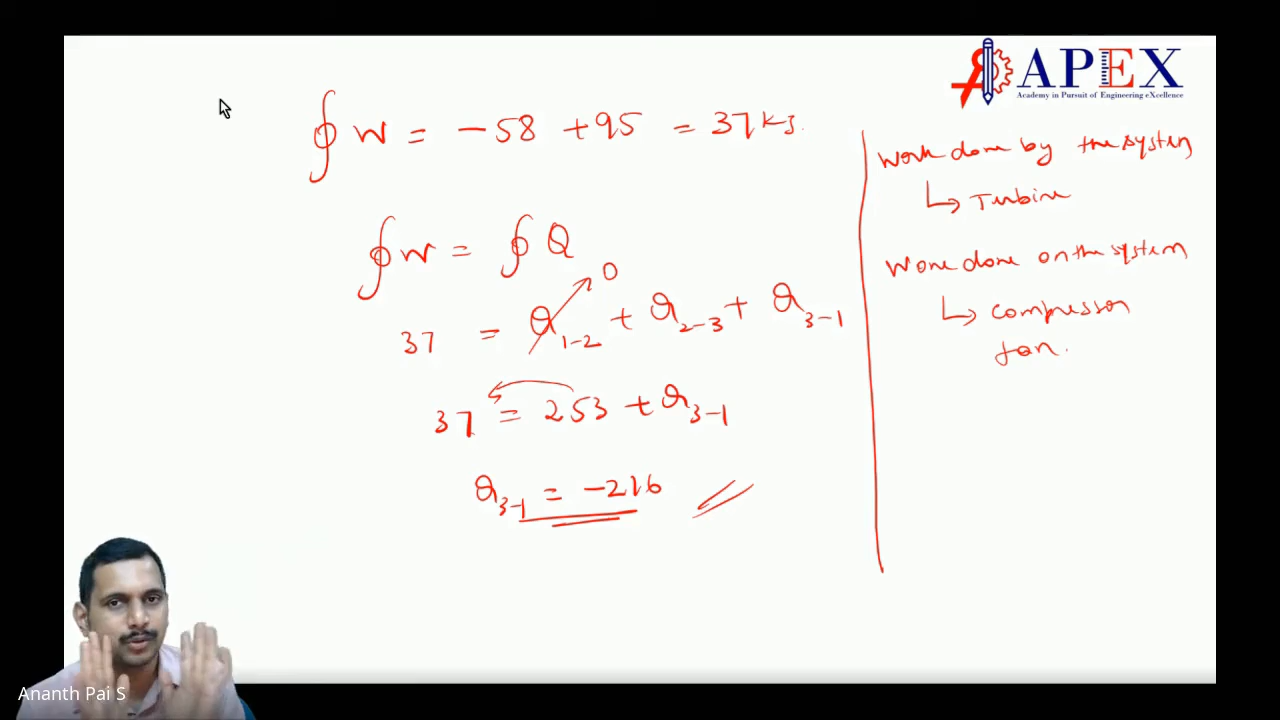 APEX
Academy in Pursuit of Engineering eXcellence
∮ W = -58 + 95 = 37 kJ.
∮ W = ∮ Q
0
37 = Q1-2 + Q2-3 + Q3-1
37 = 253 + Q3-1
Q3-1 = -216
Work done by the system
↳ Turbine
Work done on the system
↳ compressor
fan.
Ananth Pai S